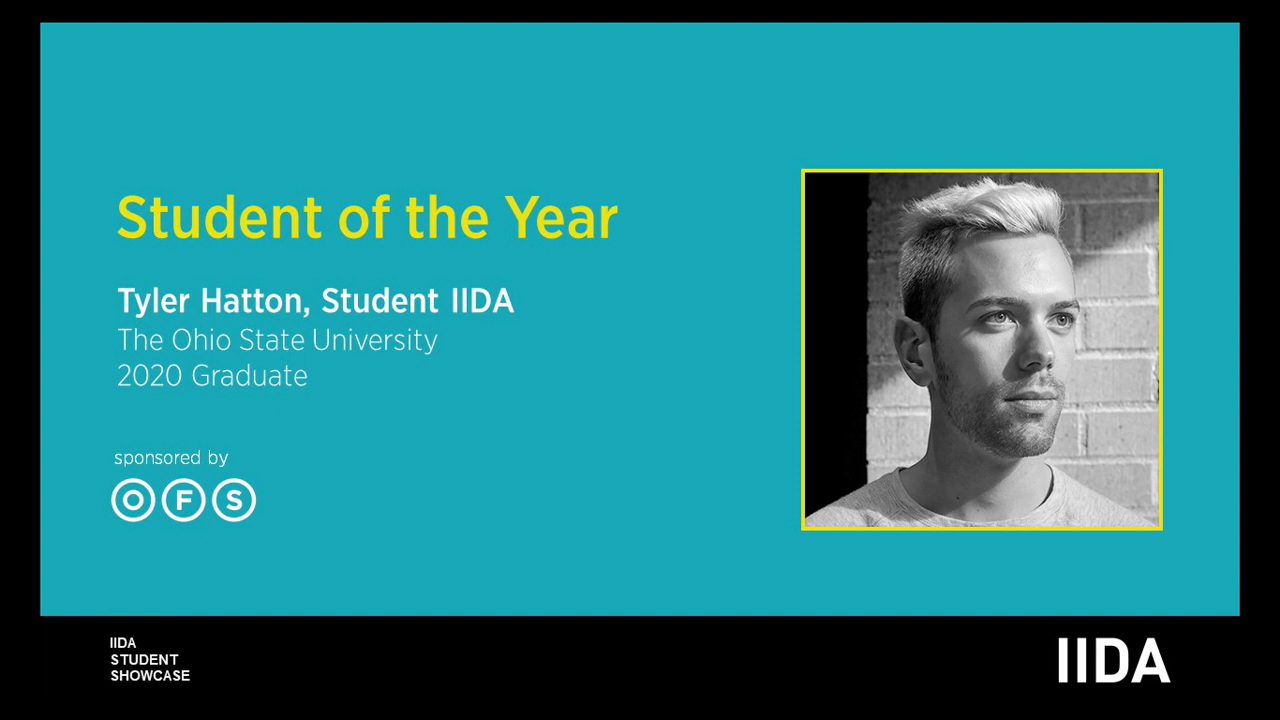 Student of the Year
Tyler Hatton, Student IIDA
The Ohio State University
2020 Graduate
sponsored by
OFS
IIDA
STUDENT
SHOWCASE
IIDA